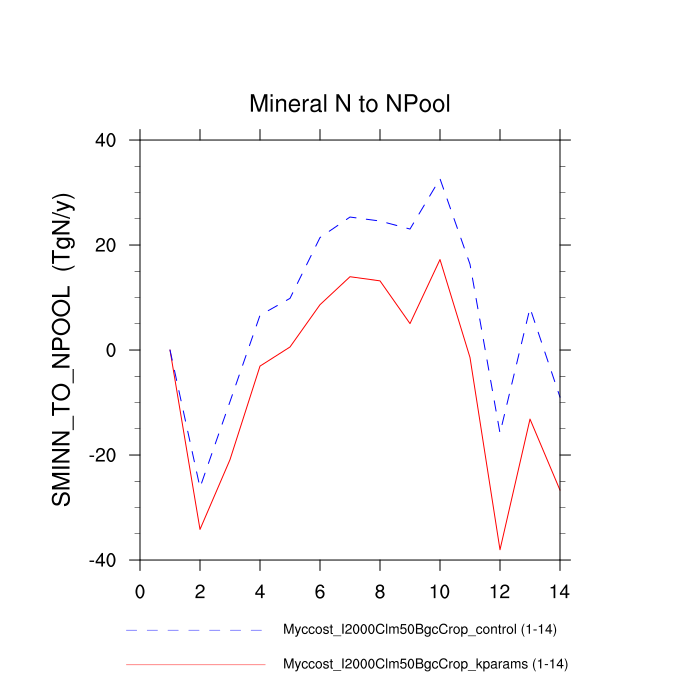 Mineral N to NPool
SMINN_TO_NPOOL (TgN/y)
40
20
0
-20
-40
0 2 4 6 8 10 12 14
Myccost_I2000Clm50BgcCrop_control (1-14)
Myccost_I2000Clm50BgcCrop_kparams (1-14)